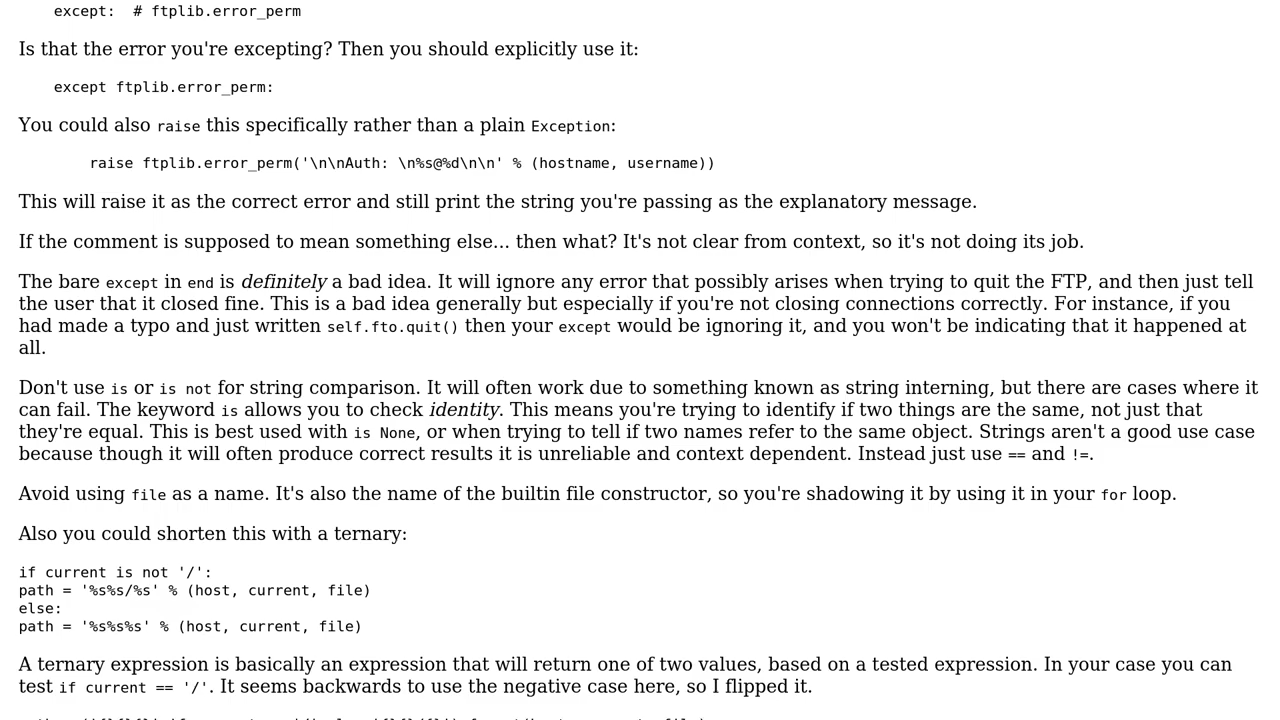 except:  # ftplib.error_perm
Is that the error you're excepting? Then you should explicitly use it:
except ftplib.error_perm:
You could also raise this specifically rather than a plain Exception:
raise ftplib.error_perm('\n\nAuth: \n%s@%d\n\n' % (hostname, username))
This will raise it as the correct error and still print the string you're passing as the explanatory message.
If the comment is supposed to mean something else... then what? It's not clear from context, so it's not doing its job.
The bare except in end is definitely a bad idea. It will ignore any error that possibly arises when trying to quit the FTP, and then just tell
the user that it closed fine. This is a bad idea generally but especially if you're not closing connections correctly. For instance, if you
had made a typo and just written self.fto.quit() then your except would be ignoring it, and you won't be indicating that it happened at
all.
Don't use is or is not for string comparison. It will often work due to something known as string interning, but there are cases where it
can fail. The keyword is allows you to check identity. This means you're trying to identify if two things are the same, not just that
they're equal. This is best used with is None, or when trying to tell if two names refer to the same object. Strings aren't a good use case
because though it will often produce correct results it is unreliable and context dependent. Instead just use == and !=.
Avoid using file as a name. It's also the name of the builtin file constructor, so you're shadowing it by using it in your for loop.
Also you could shorten this with a ternary:
if current is not '/':
path = '%s%s/%s' % (host, current, file)
else:
path = '%s%s%s' % (host, current, file)
A ternary expression is basically an expression that will return one of two values, based on a tested expression. In your case you can
test if current == '/'. It seems backwards to use the negative case here, so I flipped it.